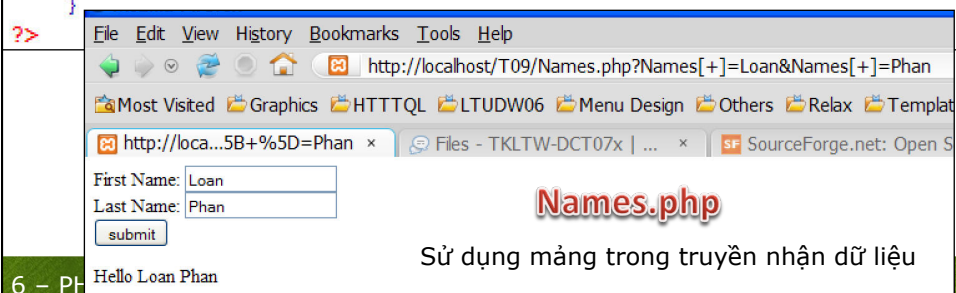 }
?>
File Edit View History Bookmarks Tools Help
http://localhost/T09/Names.php?Names[+]=Loan&Names[+]=Phan
Most Visited Graphics HTTTQL LTUDW06 Menu Design Others Relax Templat
http://loca...5B+%5D=Phan × Files - TKLTW-DCT07x | ... × SF SourceForge.net: Open S
First Name: Loan
Last Name: Phan
submit
Names.php
Sử dụng mảng trong truyền nhận dữ liệu
Hello Loan Phan
6 – PH